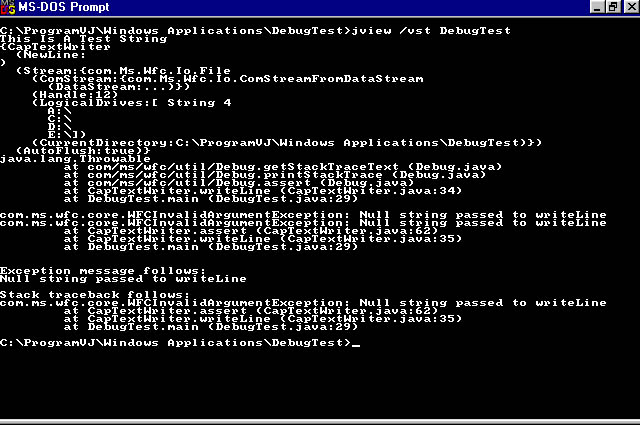 MS-DOS Prompt
C:\ProgramVJ\Windows Applications\DebugTest>jview /vst DebugTest
This Is A Test String
{CapTextWriter
  (NewLine:
)
  (Stream:{com.Ms.Wfc.Io.File
    (ComStream:{com.Ms.Wfc.Io.ComStreamFromDataStream
      (DataStream:...)})
    (Handle:12)
    (LogicalDrives:[ String 4
      A:\
      C:\
      D:\
      E:\])
    (CurrentDirectory:C:\ProgramVJ\Windows Applications\DebugTest)})
  (AutoFlush:true)}
java.lang.Throwable
        at com/ms/wfc/util/Debug.getStackTraceText (Debug.java)
        at com/ms/wfc/util/Debug.printStackTrace (Debug.java)
        at com/ms/wfc/util/Debug.assert (Debug.java)
        at CapTextWriter.writeLine (CapTextWriter.java:34)
        at DebugTest.main (DebugTest.java:29)
com.ms.wfc.core.WFCInvalidArgumentException: Null string passed to writeLine
com.ms.wfc.core.WFCInvalidArgumentException: Null string passed to writeLine
        at CapTextWriter.assert (CapTextWriter.java:62)
        at CapTextWriter.writeLine (CapTextWriter.java:35)
        at DebugTest.main (DebugTest.java:29)
Exception message follows:
Null string passed to writeLine
Stack traceback follows:
com.ms.wfc.core.WFCInvalidArgumentException: Null string passed to writeLine
        at CapTextWriter.assert (CapTextWriter.java:62)
        at CapTextWriter.writeLine (CapTextWriter.java:35)
        at DebugTest.main (DebugTest.java:29)
C:\ProgramVJ\Windows Applications\DebugTest>_